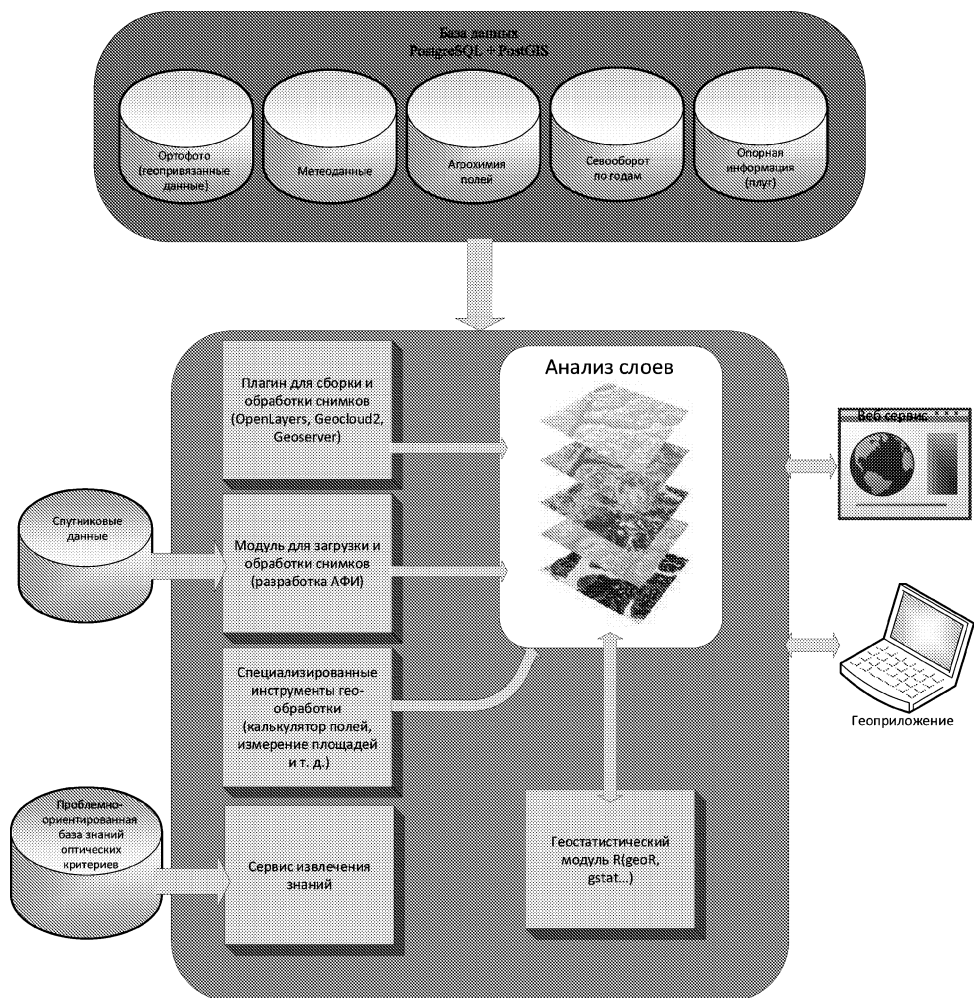 База данных
PostgreSQL + PostGIS
Ортофото
(геопривязанные
данные)
Метеоданные
Агрохимия
полей
Севооборот
по годам
Опорная
информация
(плуг)
Плагин для сборки и
обработки снимков
(OpenLayers, Geocloud2,
Geoserver)
Анализ слоев
Веб сервис
Спутниковые
данные
Модуль для загрузки и
обработки снимков
(разработка АФИ)
Специализированные
инструменты гео-
обработки
(калькулятор полей,
измерение площадей
и т. д.)
Геоприложение
Проблемно-
ориентированная
база знаний
оптических
критериев
Сервис извлечения
знаний
Геостатистический
модуль R(geoR,
gstat...)